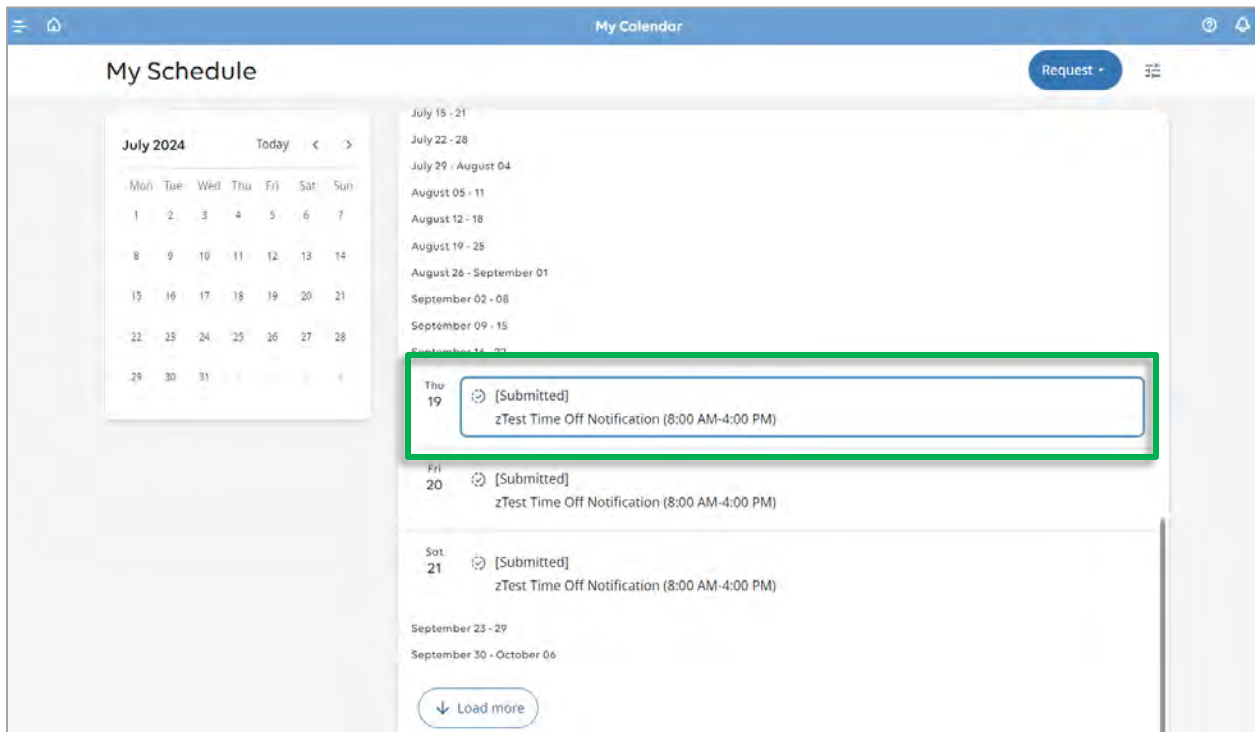 My Calendar
My Schedule
Request
July 2024
Today
Mon Tue Wed Thu Fri Sat Sun
1 2 3 4 5 6 7
8 9 10 11 12 13 14
15 16 17 18 19 20 21
22 23 24 25 26 27 28
29 30 31 4
July 15 - 21
July 22 - 28
July 29 - August 04
August 05 - 11
August 12 - 18
August 19 - 25
August 26 - September 01
September 02 - 08
September 09 - 15
September 16 - 22
Thu
19
[Submitted]
zTest Time Off Notification (8:00 AM-4:00 PM)
Fri
20
[Submitted]
zTest Time Off Notification (8:00 AM-4:00 PM)
Sat
21
[Submitted]
zTest Time Off Notification (8:00 AM-4:00 PM)
September 23 - 29
September 30 - October 06
Load more